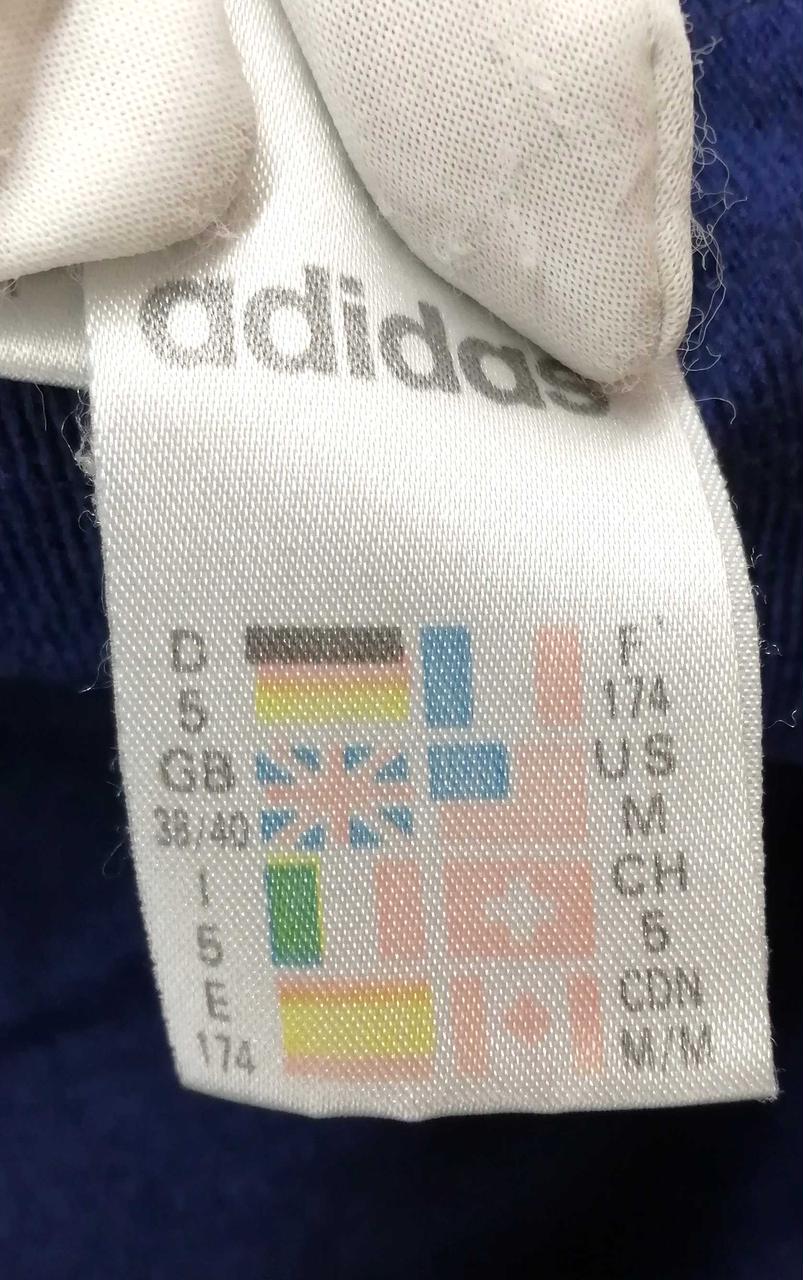 adidas
D
5
GB
38/40
I
5
E
174
F
174
US
M
CH
5
CDN
M/M